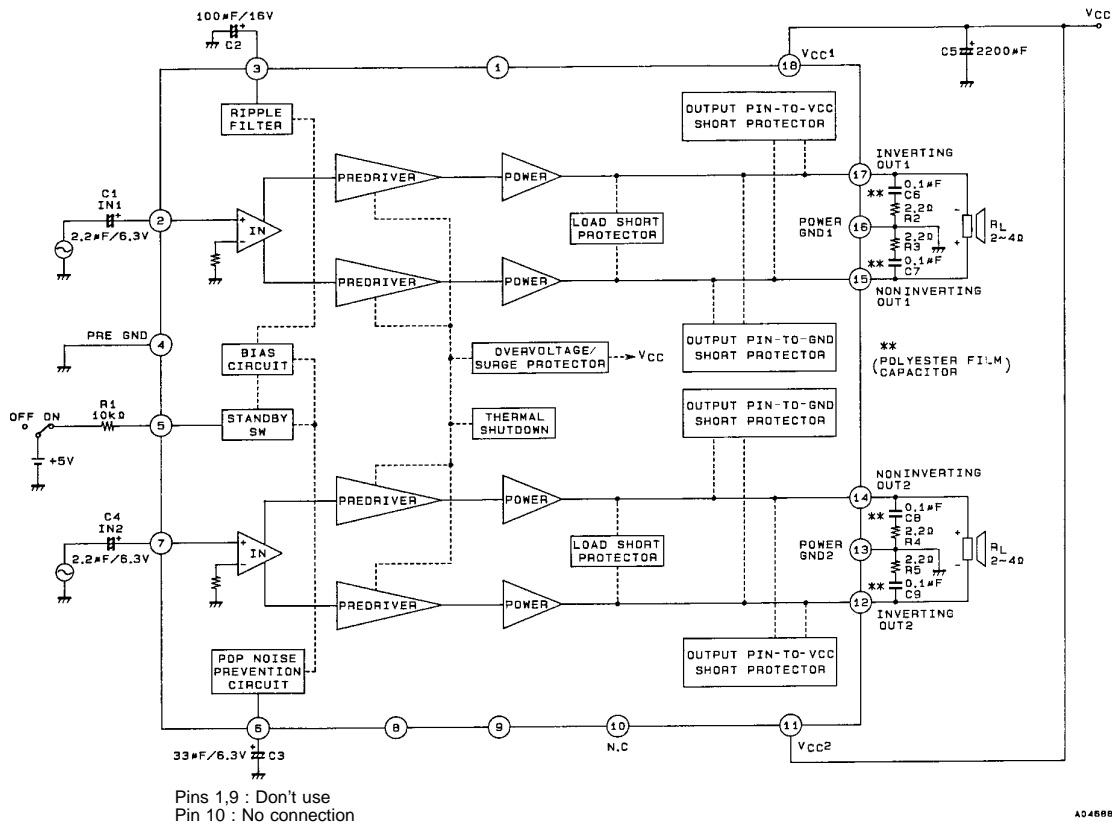 100μF/16V
C2
3
1
18
VCC1
VCC
C5
2200μF
RIPPLE
FILTER
OUTPUT PIN-TO-VCC
SHORT PROTECTOR
C1
IN1
2.2μF/6.3V
2
IN
PREDRIVER
POWER
LOAD SHORT
PROTECTOR
PREDRIVER
POWER
INVERTING
OUT1
17
**
0.1μF
C6
2.2Ω
R2
POWER
GND1
16
2.2Ω
R3
**
0.1μF
C7
15
NONINVERTING
OUT1
RL
2~4Ω
PRE GND
4
BIAS
CIRCUIT
OVERVOLTAGE/
SURGE PROTECTOR
VCC
OUTPUT PIN-TO-GND
SHORT PROTECTOR
**
(POLYESTER FILM
CAPACITOR)
OFF ON
R1
10kΩ
5
+5V
STANDBY
SW
THERMAL
SHUTDOWN
OUTPUT PIN-TO-GND
SHORT PROTECTOR
C4
IN2
2.2μF/6.3V
7
IN
PREDRIVER
POWER
LOAD SHORT
PROTECTOR
PREDRIVER
POWER
NONINVERTING
OUT2
14
**
0.1μF
C8
2.2Ω
R4
POWER
GND2
13
2.2Ω
R5
**
0.1μF
C9
12
INVERTING
OUT2
RL
2~4Ω
POP NOISE
PREVENTION
CIRCUIT
OUTPUT PIN-TO-VCC
SHORT PROTECTOR
6
8
9
10
N.C
11
VCC2
33μF/6.3V
C3
Pins 1,9 : Don't use
Pin 10 : No connection